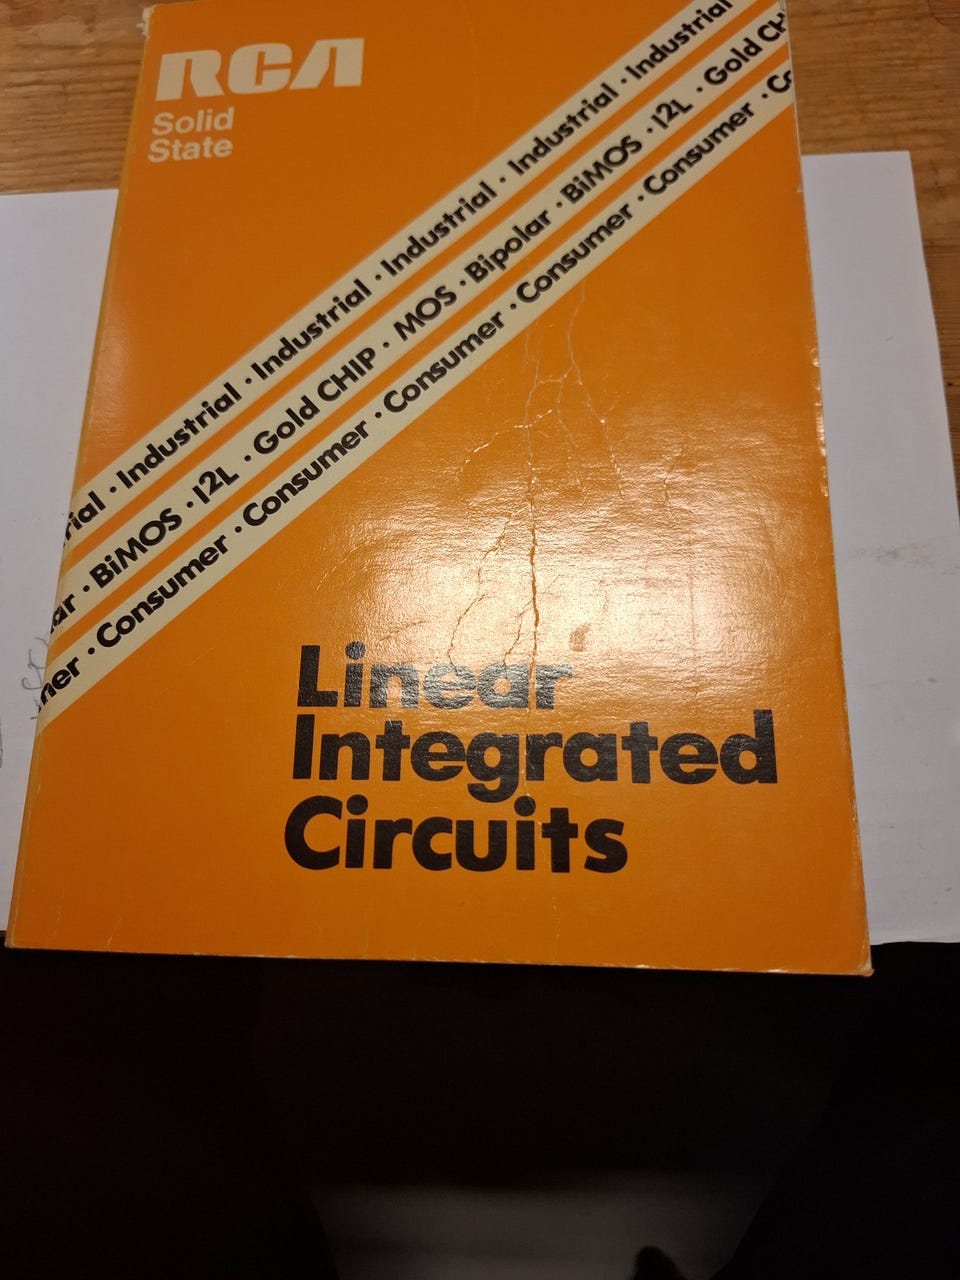 RCA
Solid
State
rial · Industrial · Industrial · Industrial · Industrial · Industrial
ar · BiMOS · I2L · Gold CHIP · MOS · Bipolar · BiMOS · I2L · Gold CH
ner · Consumer · Consumer · Consumer · Consumer · Consumer · Co
Linear
Integrated
Circuits